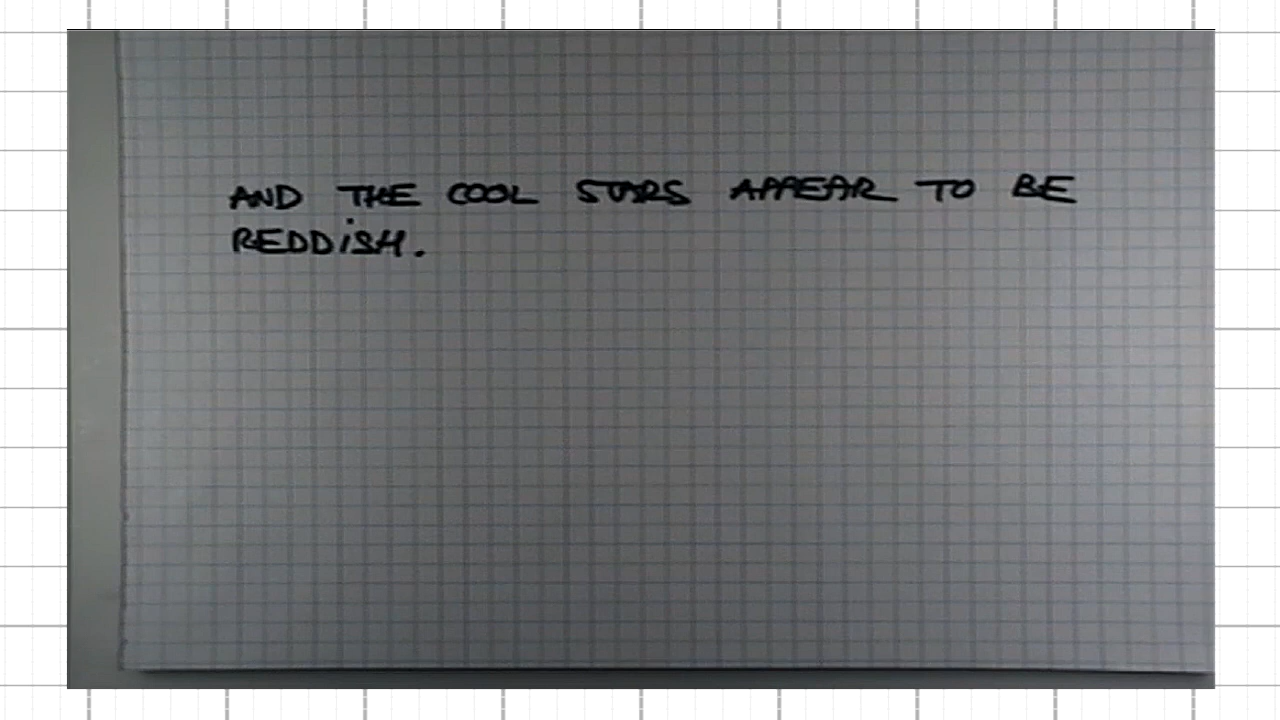 AND THE COOL STARS APPEAR TO BE
REDDiSH.